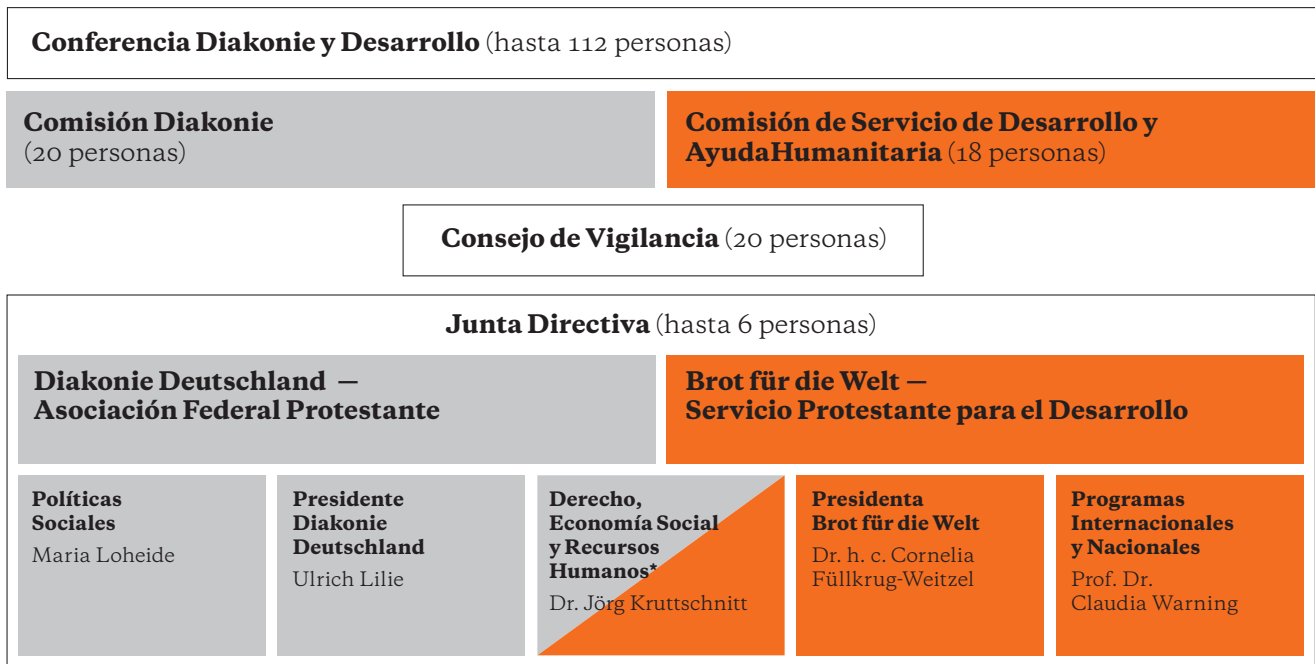 Conferencia Diakonie y Desarrollo (hasta 112 personas)
Comisión Diakonie
(20 personas)
Comisión de Servicio de Desarrollo y
AyudaHumanitaria (18 personas)
Consejo de Vigilancia (20 personas)
Junta Directiva (hasta 6 personas)
Diakonie Deutschland —
Asociación Federal Protestante
Brot für die Welt —
Servicio Protestante para el Desarrollo
Políticas
Sociales
Maria Loheide
Presidente
Diakonie
Deutschland
Ulrich Lilie
Derecho,
Economía Social
y Recursos
Humanos*
Dr. Jörg Kruttschnitt
Presidenta
Brot für die Welt
Dr. h. c. Cornelia
Füllkrug-Weitzel
Programas
Internacionales
y Nacionales
Prof. Dr.
Claudia Warning